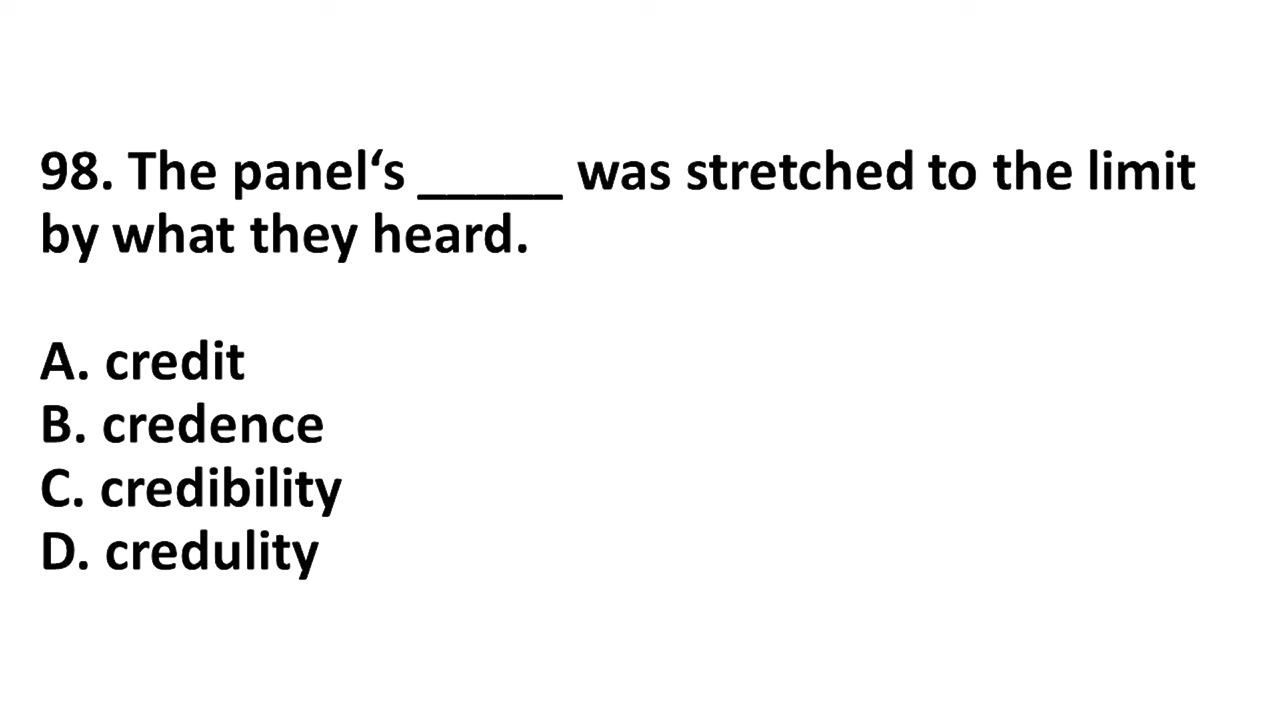 98. The panel‘s _____ was stretched to the limit
by what they heard.
A. credit
B. credence
C. credibility
D. credulity